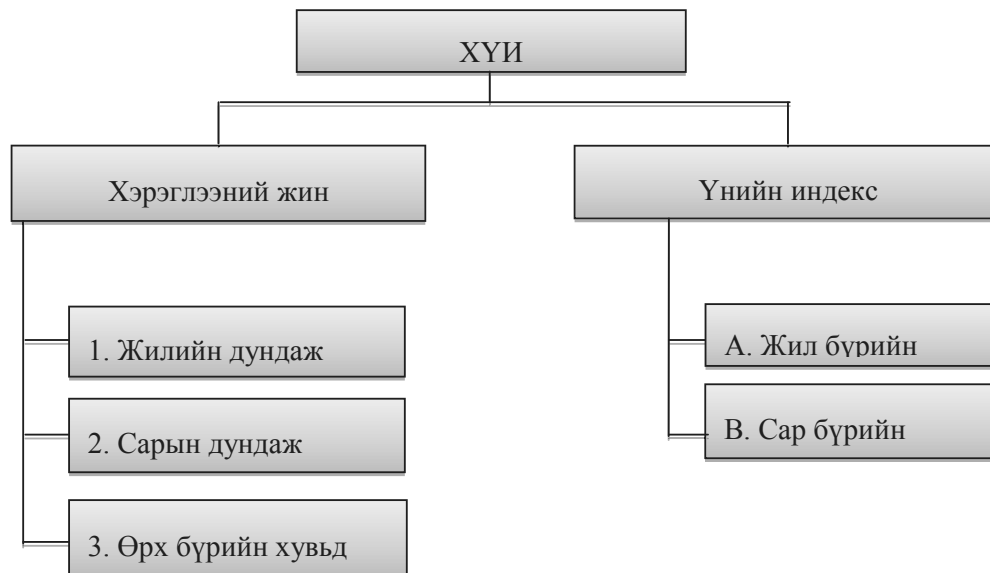 ХҮИ
Хэрэглээний жин
Үнийн индекс
1. Жилийн дундаж
2. Сарын дундаж
3. Өрх бүрийн хувьд
А. Жил бүрийн
В. Сар бүрийн